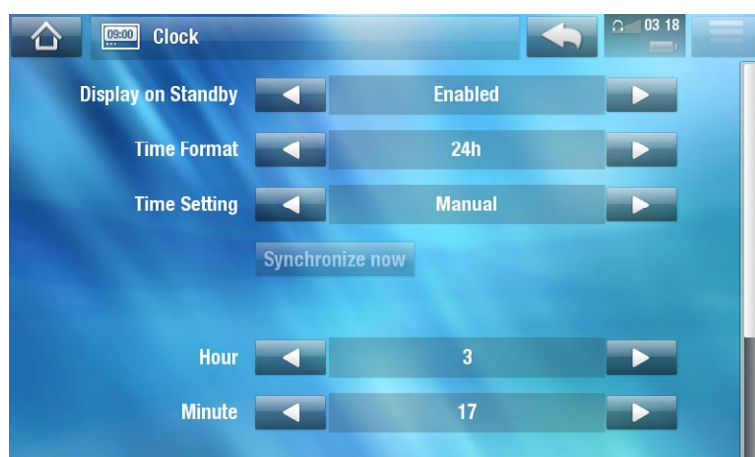 09:00 Clock 03 18
Display on Standby Enabled
Time Format 24h
Time Setting Manual
Synchronize now
Hour 3
Minute 17